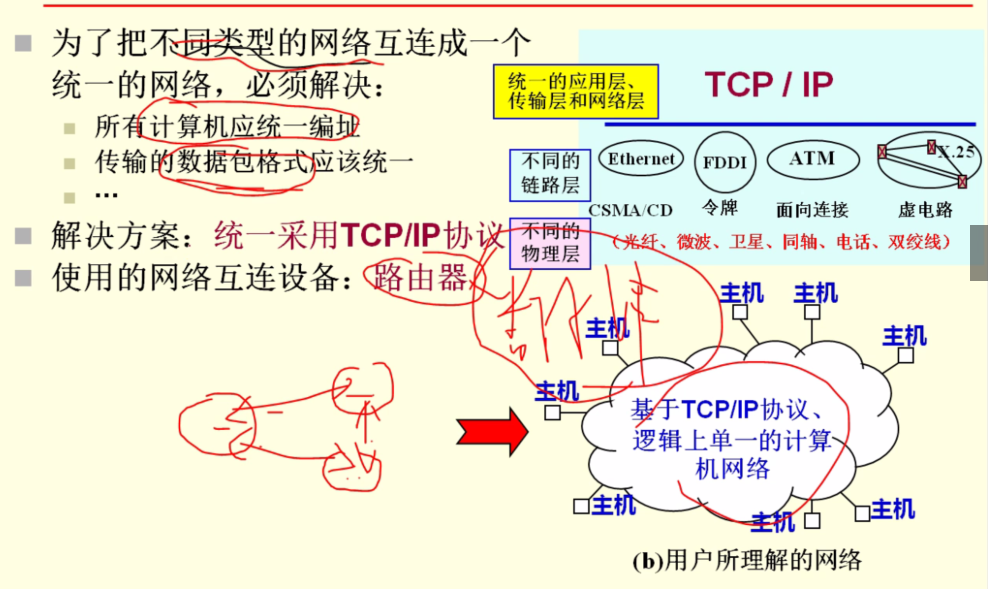 为了把不同类型的网络互连成一个
统一的网络，必须解决：
所有计算机应统一编址
传输的数据包格式应该统一
…
解决方案：统一采用TCP/IP协议
使用的网络互连设备：路由器
统一的应用层、
传输层和网络层
TCP / IP
不同的
链路层
Ethernet
FDDI
ATM
X.25
CSMA/CD
令牌
面向连接
虚电路
不同的
物理层
（光纤、微波、卫星、同轴、电话、双绞线）
主机
主机
主机
主机
主机
基于TCP/IP协议、
逻辑上单一的计算
机网络
主机
主机
主机
(b)用户所理解的网络